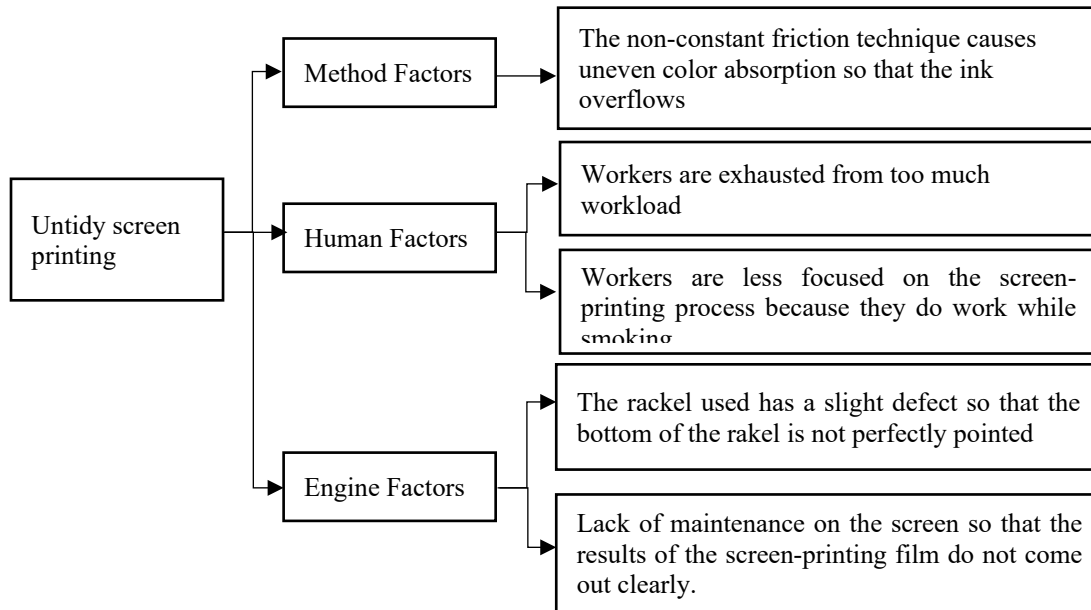 The non-constant friction technique causes
uneven color absorption so that the ink
overflows
Method Factors
Workers are exhausted from too much
workload
Untidy screen
printing
Human Factors
Workers are less focused on the screen-
printing process because they do work while
smoking
The rackel used has a slight defect so that the
bottom of the rakel is not perfectly pointed
Engine Factors
Lack of maintenance on the screen so that the
results of the screen-printing film do not come
out clearly.